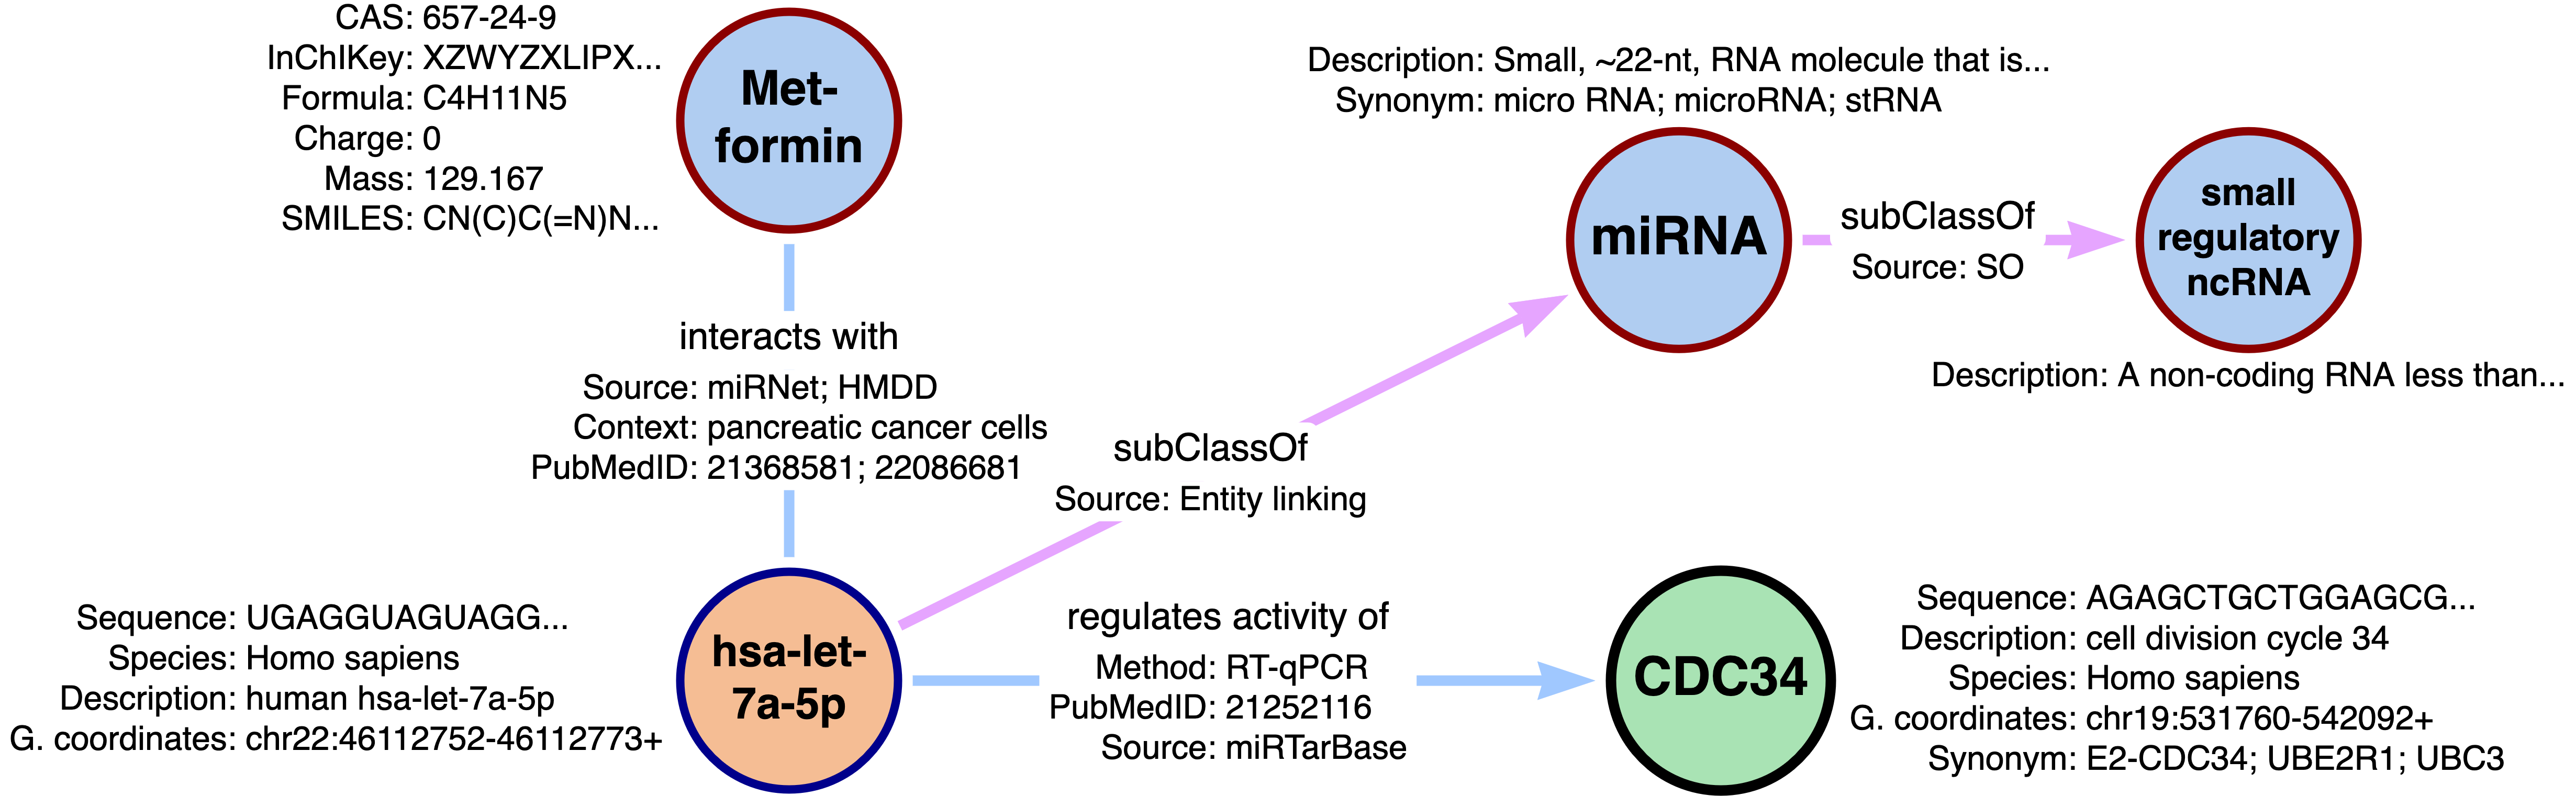 CAS: 657-24-9
InChIKey: XZWYZXLIPX...
Formula: C4H11N5
Charge: 0
Mass: 129.167
SMILES: CN(C)C(=N)N...
Met-
formin
Description: Small, ~22-nt, RNA molecule that is...
Synonym: micro RNA; microRNA; stRNA
miRNA
subClassOf
Source: SO
small
regulatory
ncRNA
Description: A non-coding RNA less than...
interacts with
Source: miRNet; HMDD
Context: pancreatic cancer cells
PubMedID: 21368581; 22086681
subClassOf
Source: Entity linking
Sequence: UGAGGUAGUAGG...
Species: Homo sapiens
Description: human hsa-let-7a-5p
G. coordinates: chr22:46112752-46112773+
hsa-let-
7a-5p
regulates activity of
Method: RT-qPCR
PubMedID: 21252116
Source: miRTarBase
CDC34
Sequence: AGAGCTGCTGGAGCG...
Description: cell division cycle 34
Species: Homo sapiens
G. coordinates: chr19:531760-542092+
Synonym: E2-CDC34; UBE2R1; UBC3